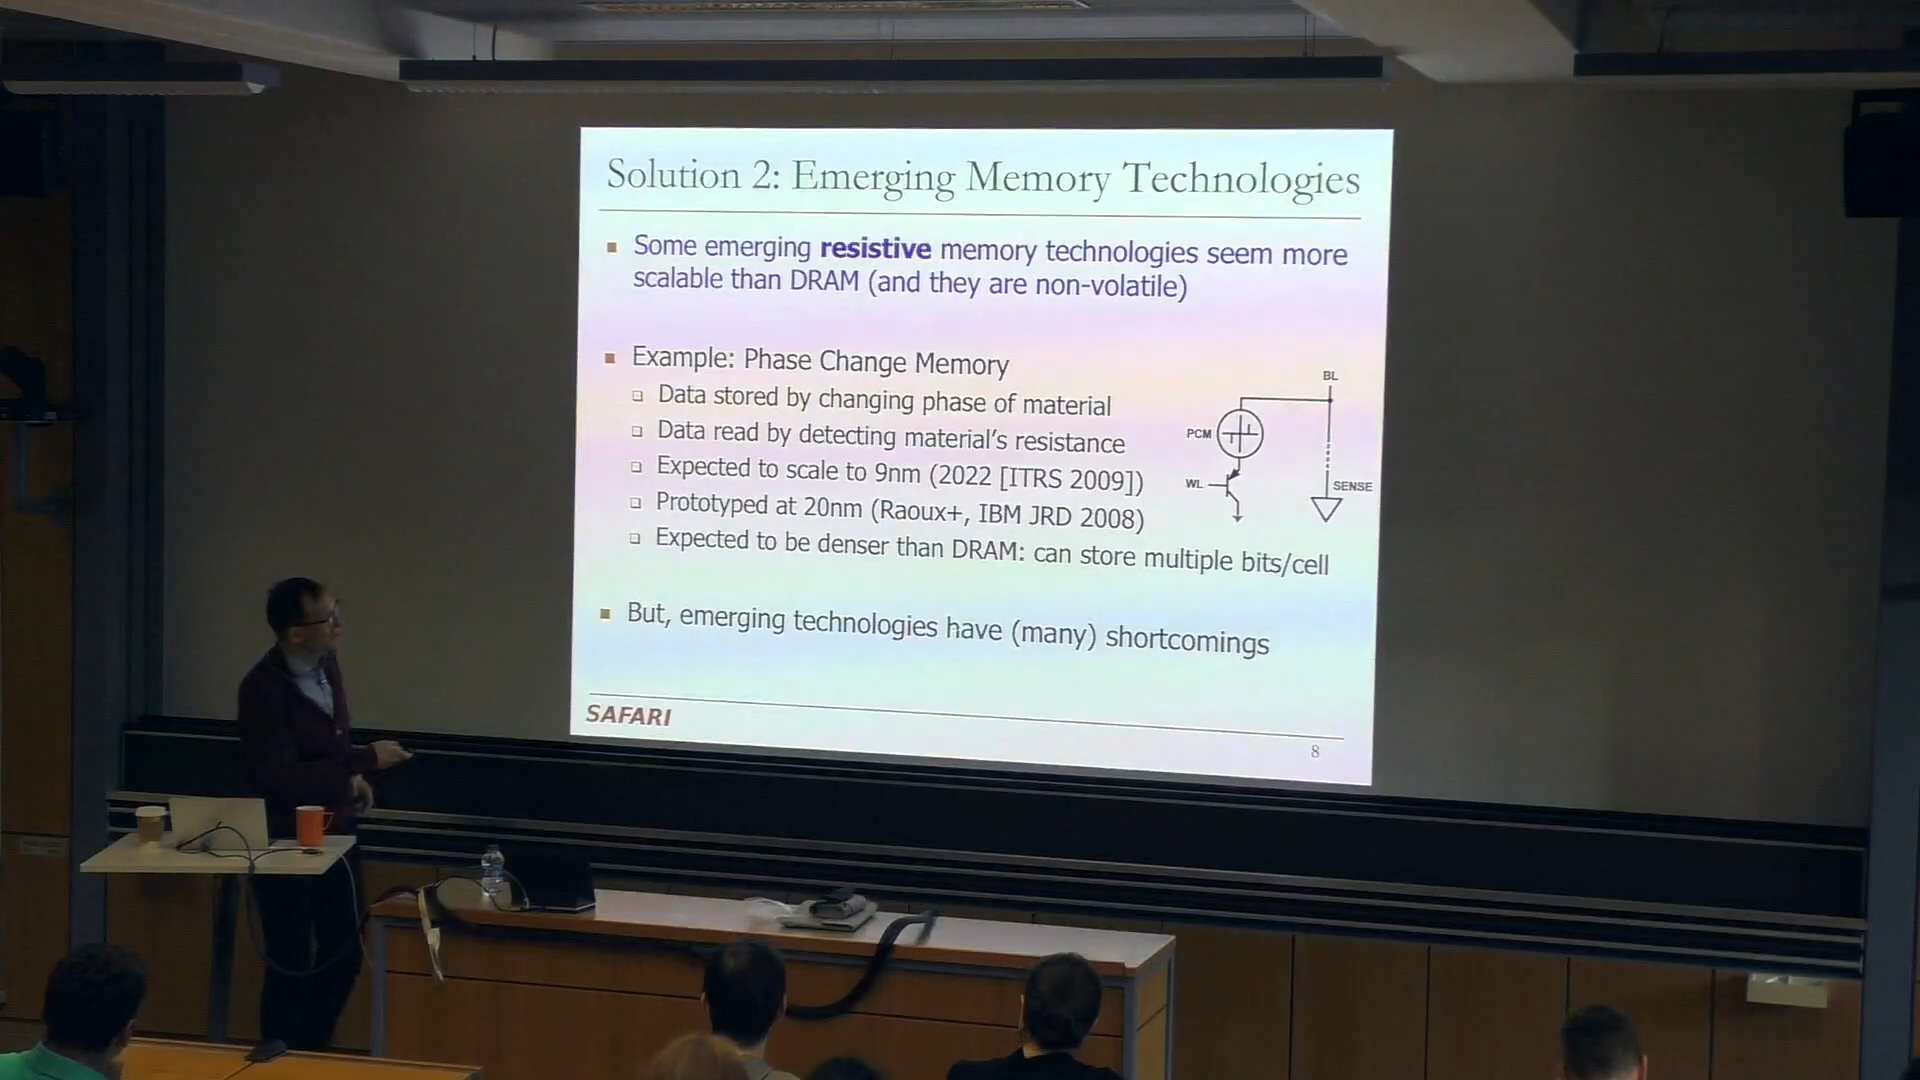 Solution 2: Emerging Memory Technologies
Some emerging resistive memory technologies seem more
scalable than DRAM (and they are non-volatile)
Example: Phase Change Memory
Data stored by changing phase of material
Data read by detecting material's resistance
Expected to scale to 9nm (2022 [ITRS 2009])
Prototyped at 20nm (Raoux+, IBM JRD 2008)
Expected to be denser than DRAM: can store multiple bits/cell
BL
PCM
WL
SENSE
But, emerging technologies have (many) shortcomings
SAFARI
8